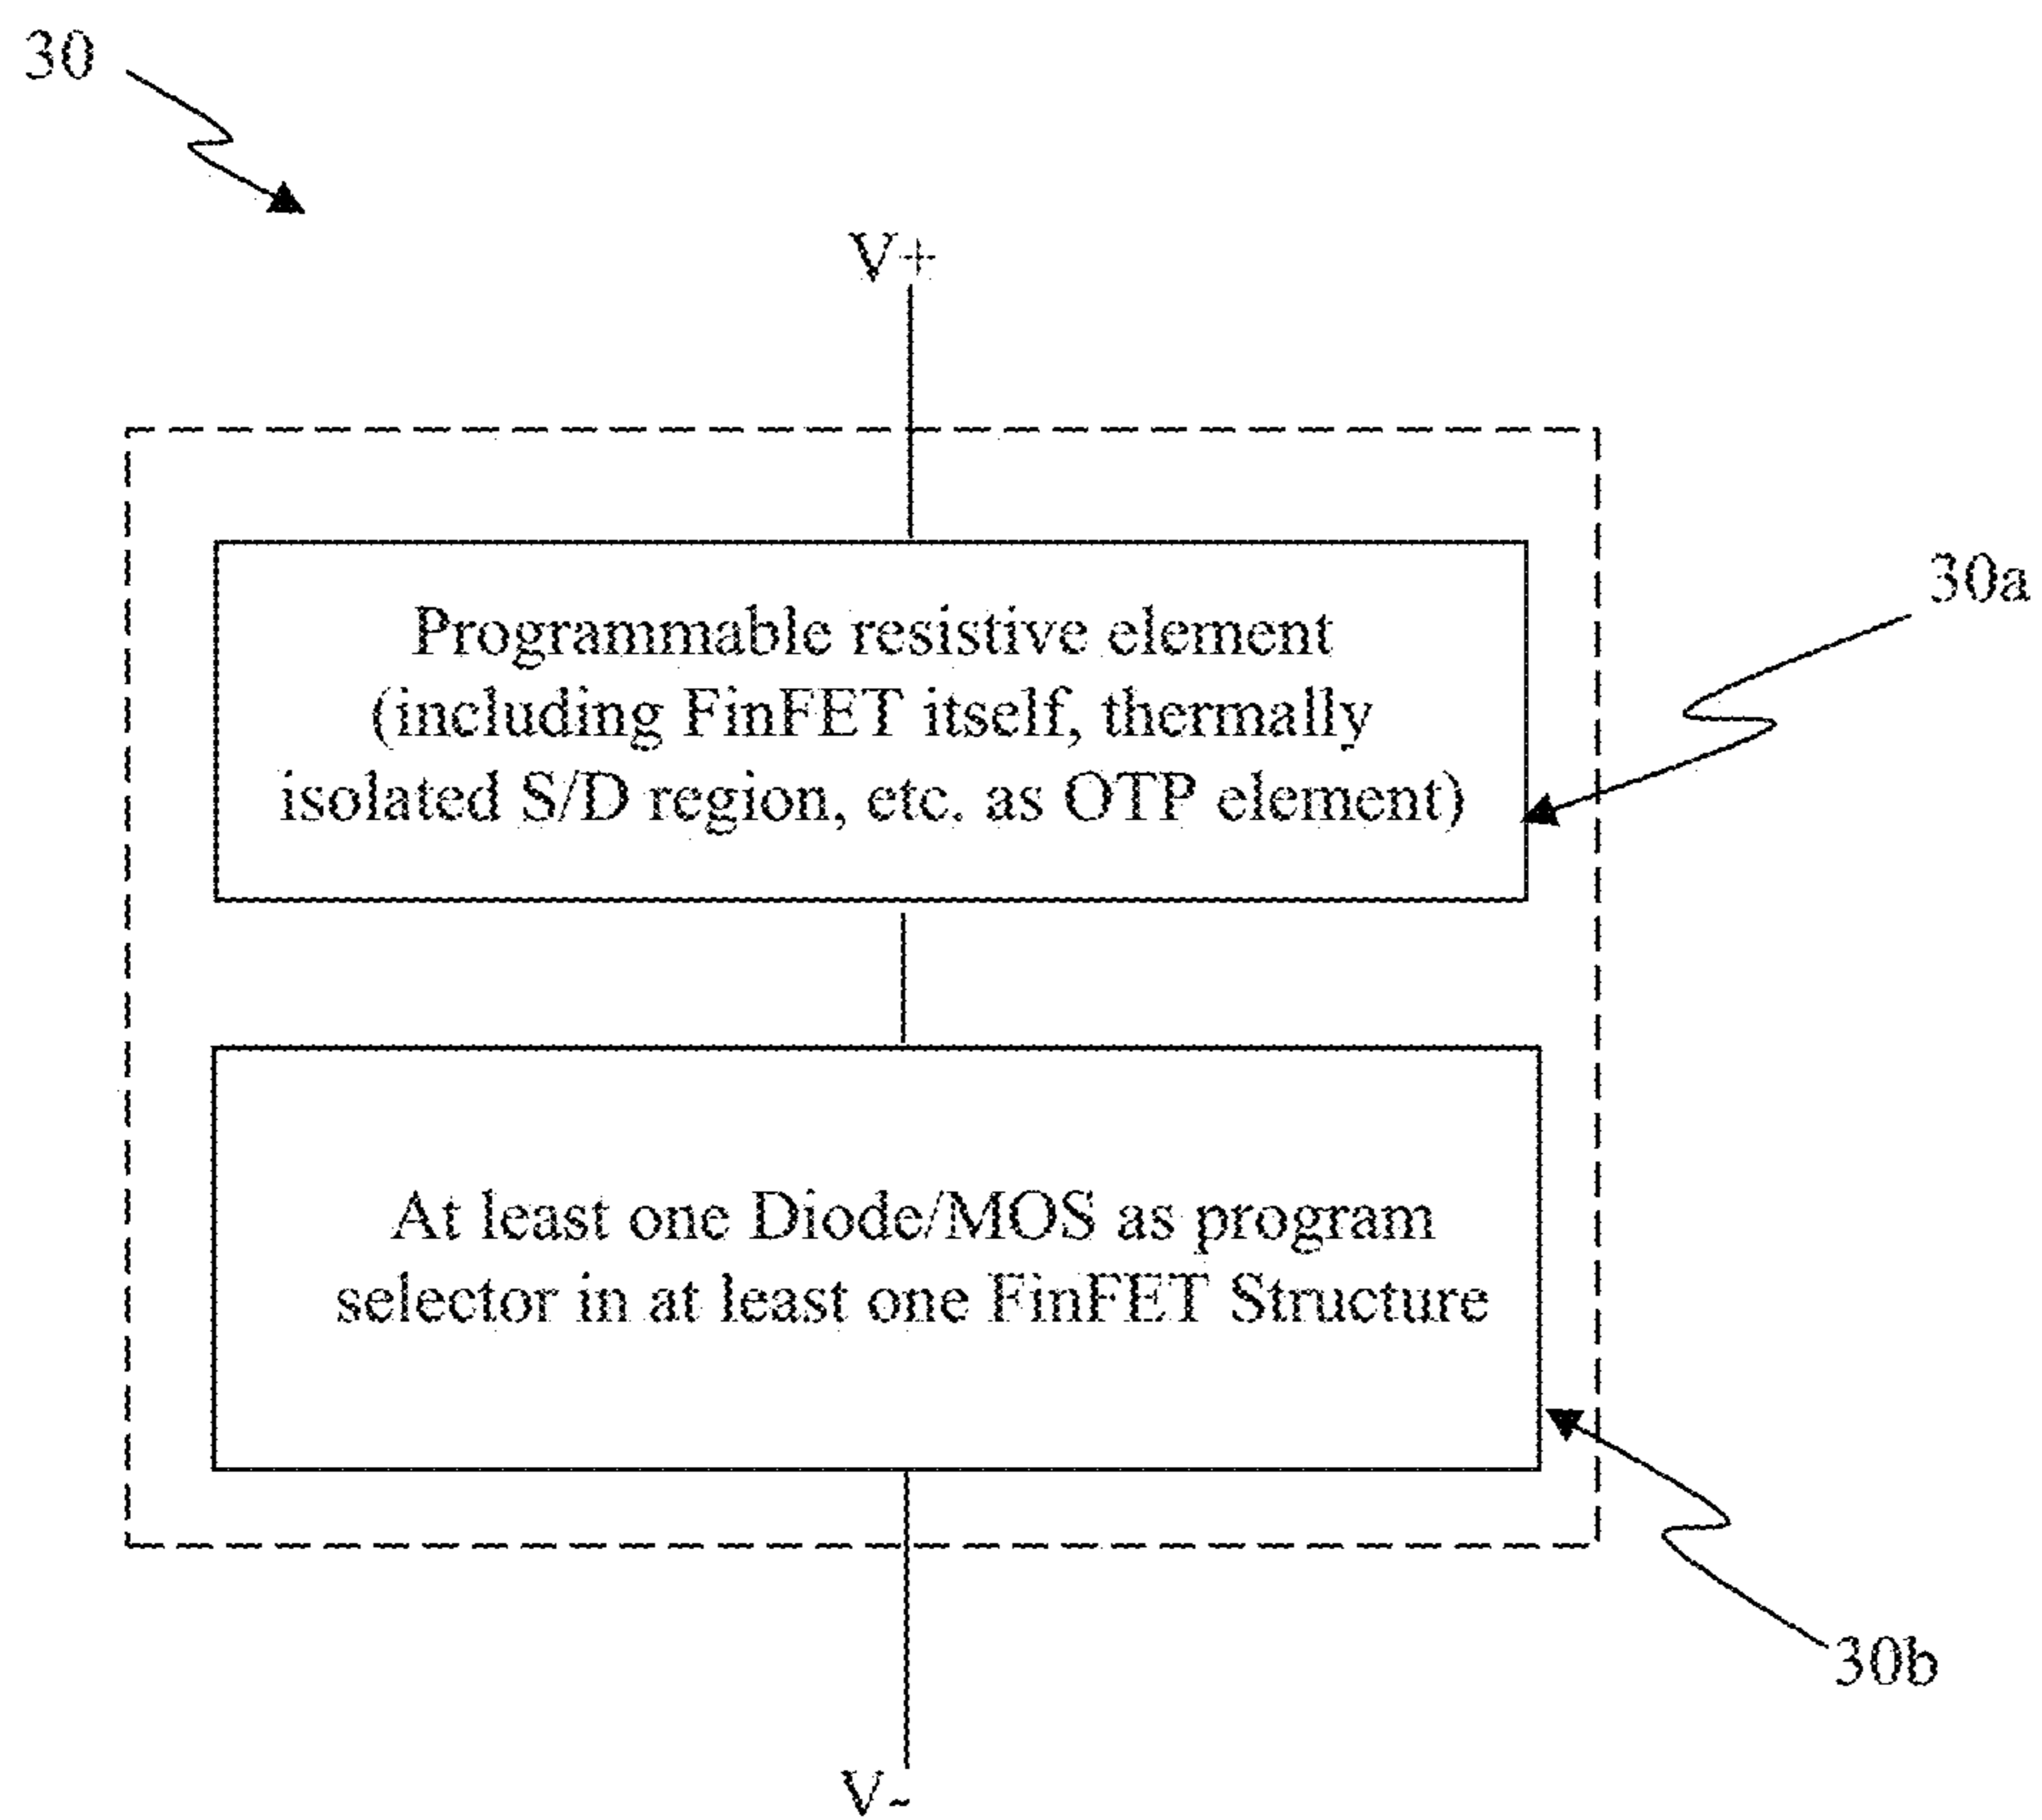 30
V+
30a
Programmable resistive element
(including FinFET itself, thermally
isolated S/D region, etc. as OTP element)
At least one Diode/MOS as program
selector in at least one FinFET Structure
30b
V-